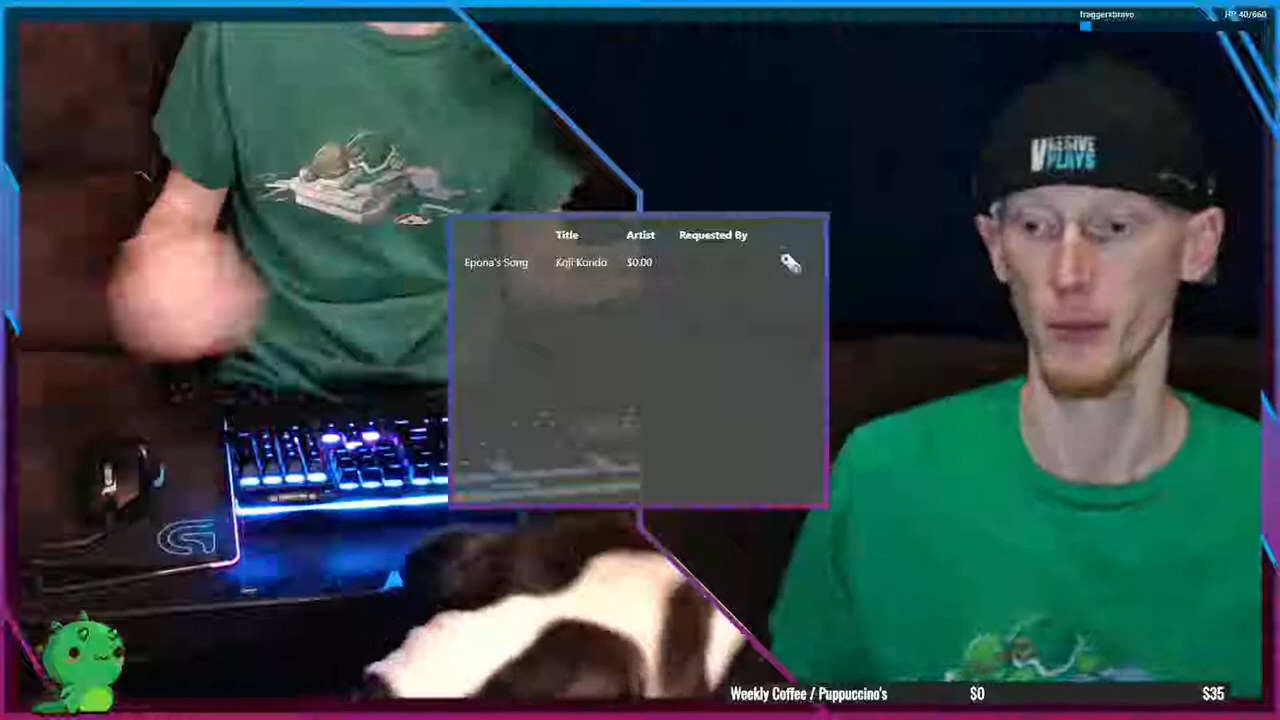 fraggerxbravo
HP 40/660
PLAYS
Title Artist Requested By
Epona's Song Koji Kondo $0.00
Weekly Coffee / Puppuccino's $0 $35